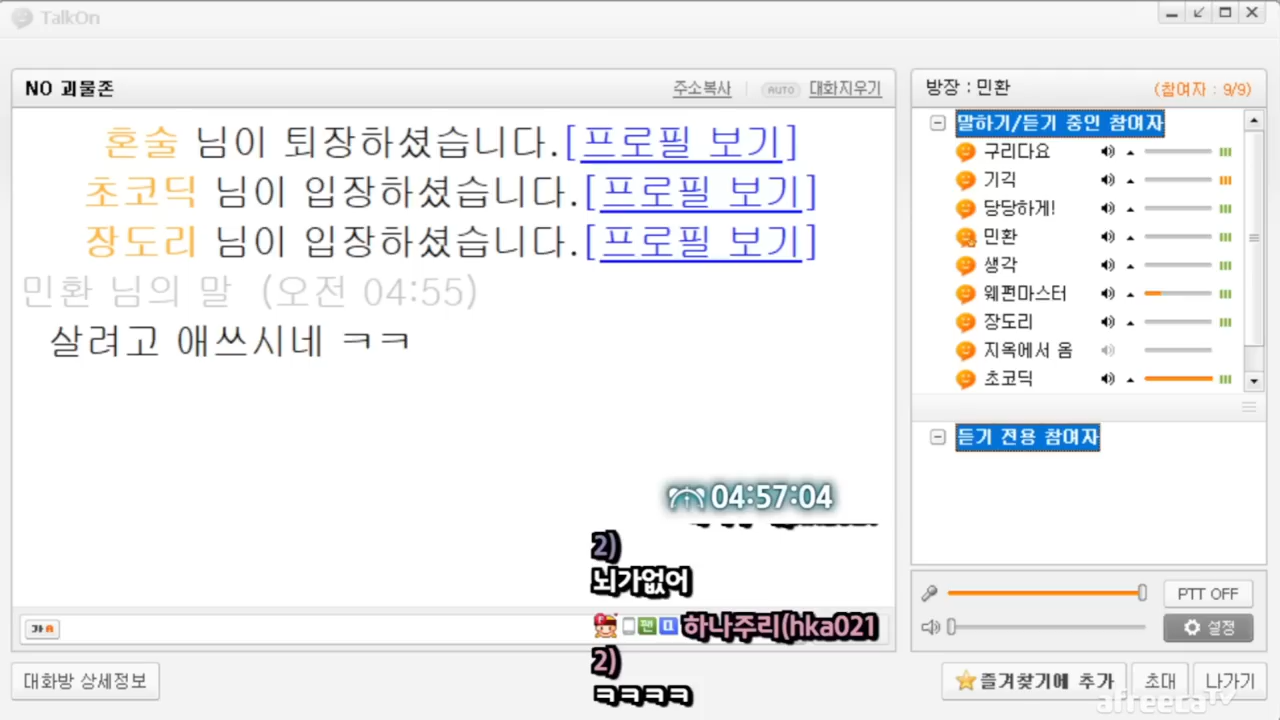 TalkOn
NO 괴물존
주소복사
AUTO
대화지우기
혼술 님이 퇴장하셨습니다.[프로필 보기]
초코딕 님이 입장하셨습니다.[프로필 보기]
장도리 님이 입장하셨습니다.[프로필 보기]
민환 님의 말 (오전 04:55)
살려고 애쓰시네 ㅋㅋ
방장 : 민환
(참여자 : 9/9)
말하기/듣기 중인 참여자
구리다요
기긱
당당하게!
민환
생각
웨펀마스터
장도리
지옥에서 옴
초코딕
듣기 전용 참여자
04:57:04
2)
뇌가없어
팬
하나주리(hka021
2)
ㅋㅋㅋㅋ
PTT OFF
설정
대화방 상세정보
즐겨찾기에 추가
초대
나가기
afreecaTV